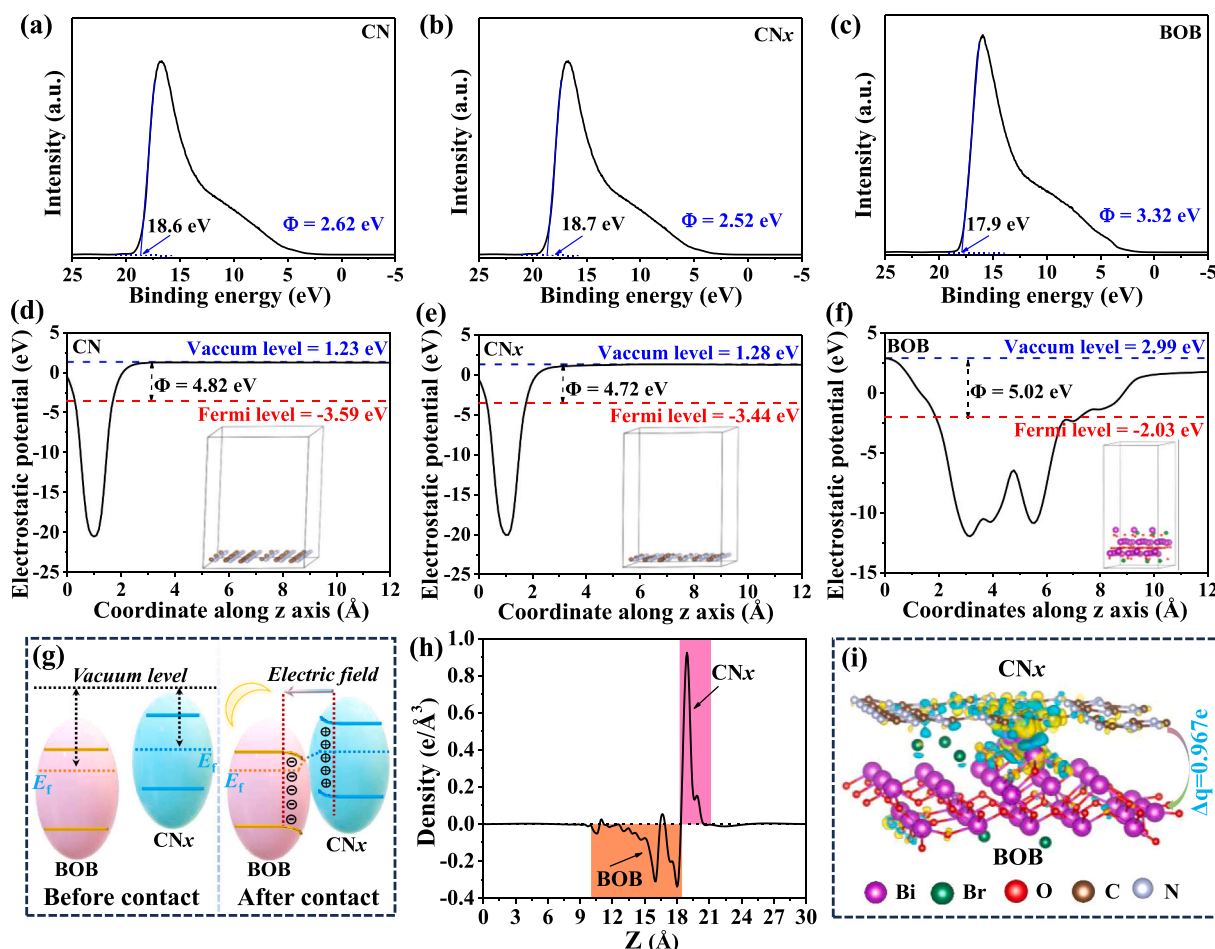 (a)
CN
Intensity (a.u.)
18.6 eV
Φ = 2.62 eV
25 20 15 10 5 0 -5
Binding energy (eV)
(b)
CNx
Intensity (a.u.)
18.7 eV
Φ = 2.52 eV
25 20 15 10 5 0 -5
Binding energy (eV)
(c)
BOB
Intensity (a.u.)
17.9 eV
Φ = 3.32 eV
25 20 15 10 5 0 -5
Binding energy (eV)
(d)
Electrostatic potential (eV)
5
0
-5
-10
-15
-20
-25
CN
Vaccum level = 1.23 eV
Φ = 4.82 eV
Fermi level = -3.59 eV
0 2 4 6 8 10 12
Coordinate along z axis (Å)
(e)
Electrostatic potential (eV)
5.0
2.5
0
-5
-10
-15
-20
-25
CNx
Vaccum level = 1.28 eV
Φ = 4.72 eV
Fermi level = -3.44 eV
0 2 4 6 8 10 12
Coordinate along z axis (Å)
(f)
Electrostatic potential (eV)
5
0
-5
-10
-15
BOB
Vaccum level = 2.99 eV
Φ = 5.02 eV
Fermi level = -2.03 eV
0 2 4 6 8 10 12
Coordinates along z axis (Å)
(g)
Vacuum level
Ef
Ef
BOB
CNx
Before contact
Electric field
Ef
Ef
BOB
CNx
After contact
(h)
Density (e/Å³)
1.0
0.8
0.6
0.4
0.2
0.0
-0.2
-0.4
CNx
BOB
0 3 6 9 12 15 18 21 24 27 30
Z (Å)
(i)
CNx
Δq=0.967e
BOB
Bi Br O C N